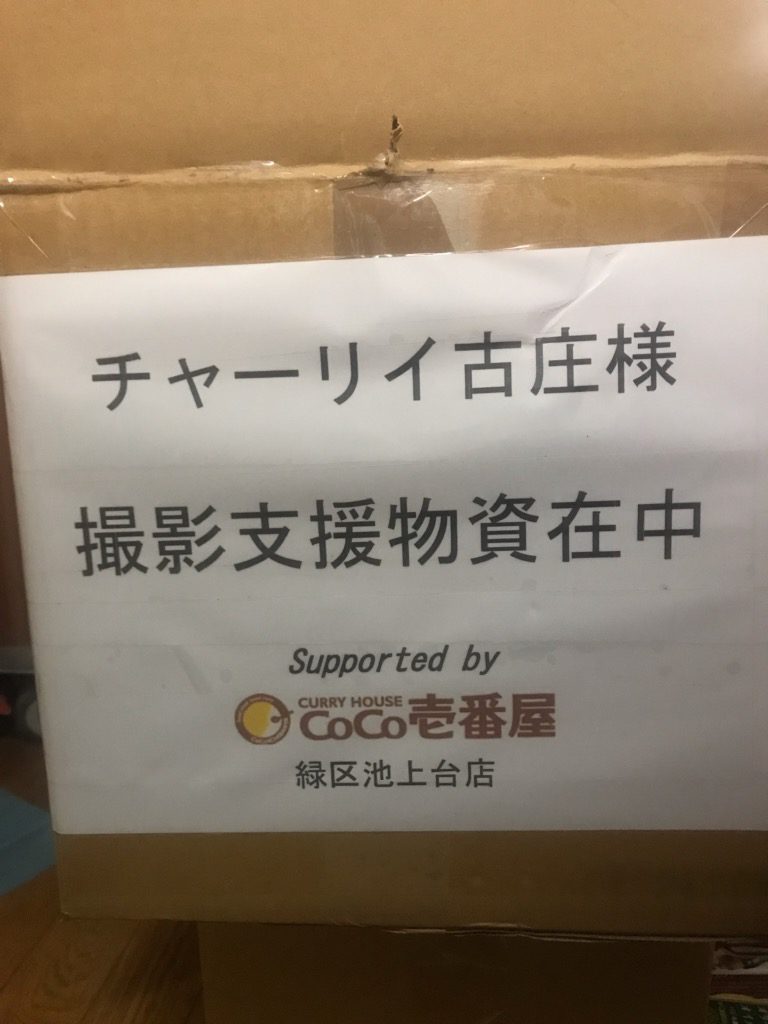 チャーリイ古庄様
撮影支援物資在中
Supported by
CURRY HOUSE
CoCo壱番屋
緑区池上台店